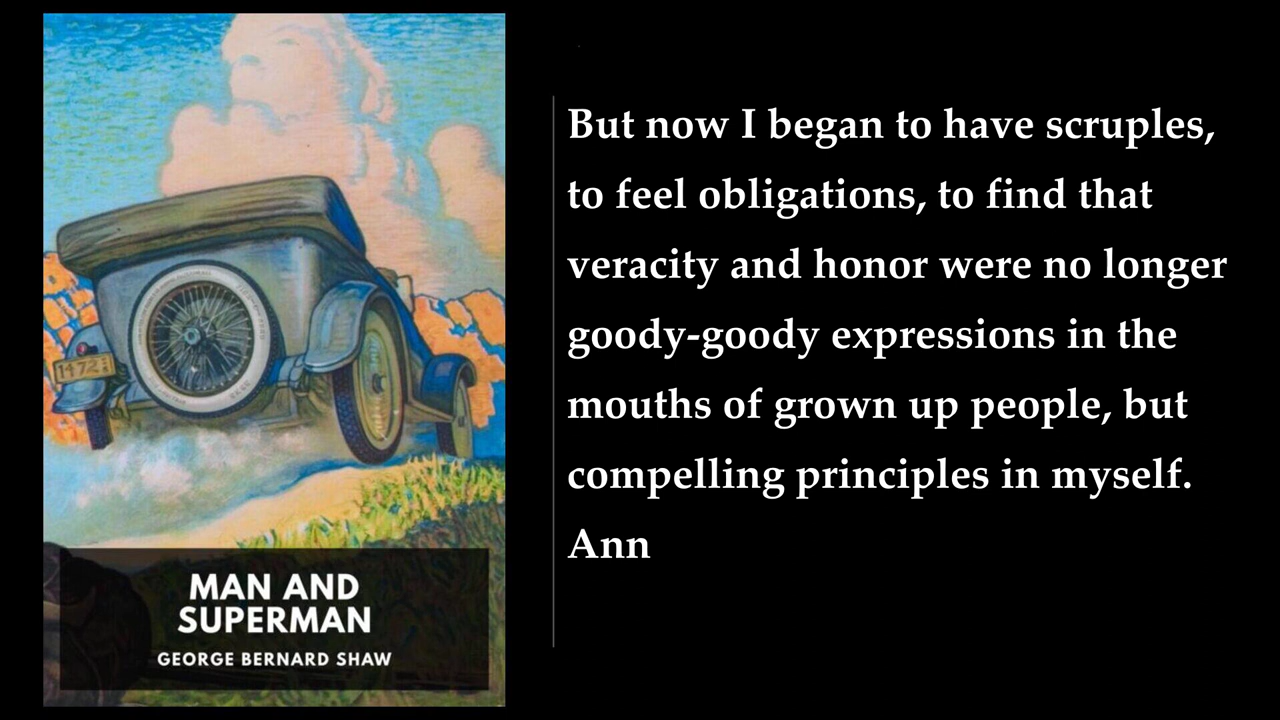 1472
MAN AND
SUPERMAN
GEORGE BERNARD SHAW
But now I began to have scruples,
to feel obligations, to find that
veracity and honor were no longer
goody-goody expressions in the
mouths of grown up people, but
compelling principles in myself.
Ann